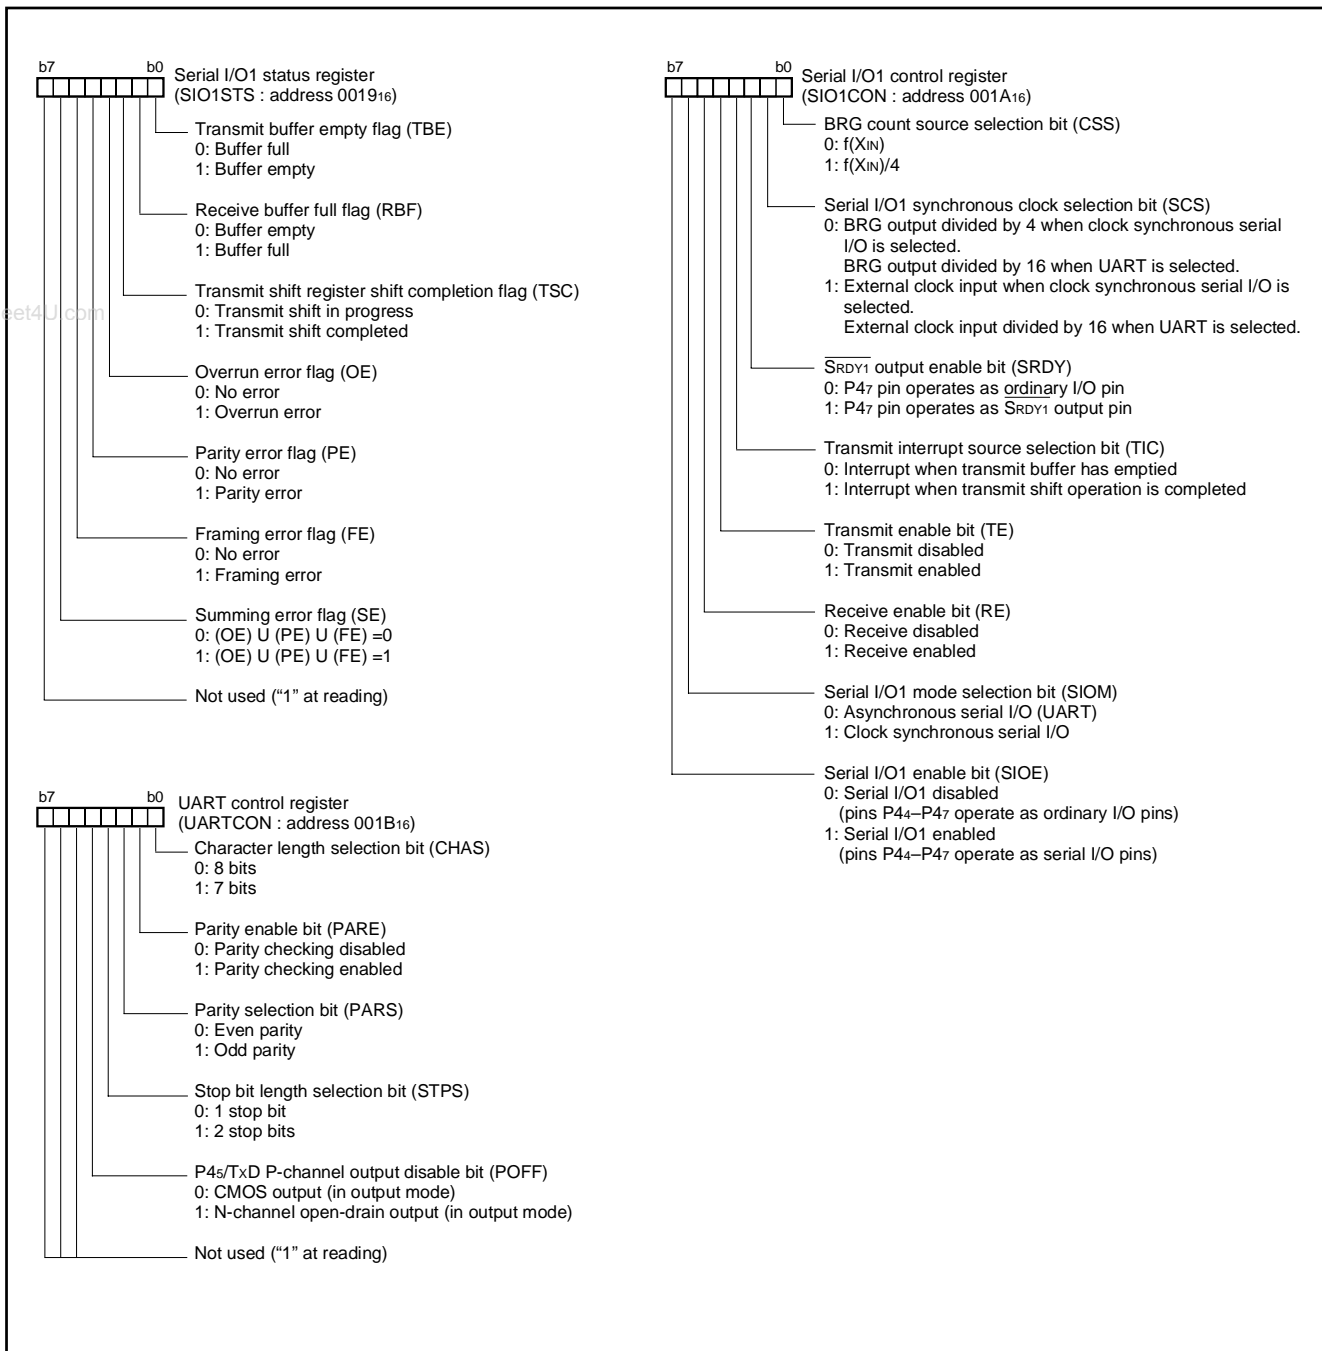 b7 b0 Serial I/O1 status register
(SIO1STS : address 001916)
Transmit buffer empty flag (TBE)
0: Buffer full
1: Buffer empty
Receive buffer full flag (RBF)
0: Buffer empty
1: Buffer full
Transmit shift register shift completion flag (TSC)
0: Transmit shift in progress
1: Transmit shift completed
eet4U.com
Overrun error flag (OE)
0: No error
1: Overrun error
Parity error flag (PE)
0: No error
1: Parity error
Framing error flag (FE)
0: No error
1: Framing error
Summing error flag (SE)
0: (OE) U (PE) U (FE) =0
1: (OE) U (PE) U (FE) =1
Not used (“1” at reading)
b7 b0 UART control register
(UARTCON : address 001B16)
Character length selection bit (CHAS)
0: 8 bits
1: 7 bits
Parity enable bit (PARE)
0: Parity checking disabled
1: Parity checking enabled
Parity selection bit (PARS)
0: Even parity
1: Odd parity
Stop bit length selection bit (STPS)
0: 1 stop bit
1: 2 stop bits
P45/TxD P-channel output disable bit (POFF)
0: CMOS output (in output mode)
1: N-channel open-drain output (in output mode)
Not used (“1” at reading)
b7 b0 Serial I/O1 control register
(SIO1CON : address 001A16)
BRG count source selection bit (CSS)
0: f(XIN)
1: f(XIN)/4
Serial I/O1 synchronous clock selection bit (SCS)
0: BRG output divided by 4 when clock synchronous serial
I/O is selected.
BRG output divided by 16 when UART is selected.
1: External clock input when clock synchronous serial I/O is
selected.
External clock input divided by 16 when UART is selected.
SRDY1 output enable bit (SRDY)
0: P47 pin operates as ordinary I/O pin
1: P47 pin operates as SRDY1 output pin
Transmit interrupt source selection bit (TIC)
0: Interrupt when transmit buffer has emptied
1: Interrupt when transmit shift operation is completed
Transmit enable bit (TE)
0: Transmit disabled
1: Transmit enabled
Receive enable bit (RE)
0: Receive disabled
1: Receive enabled
Serial I/O1 mode selection bit (SIOM)
0: Asynchronous serial I/O (UART)
1: Clock synchronous serial I/O
Serial I/O1 enable bit (SIOE)
0: Serial I/O1 disabled
(pins P44–P47 operate as ordinary I/O pins)
1: Serial I/O1 enabled
(pins P44–P47 operate as serial I/O pins)